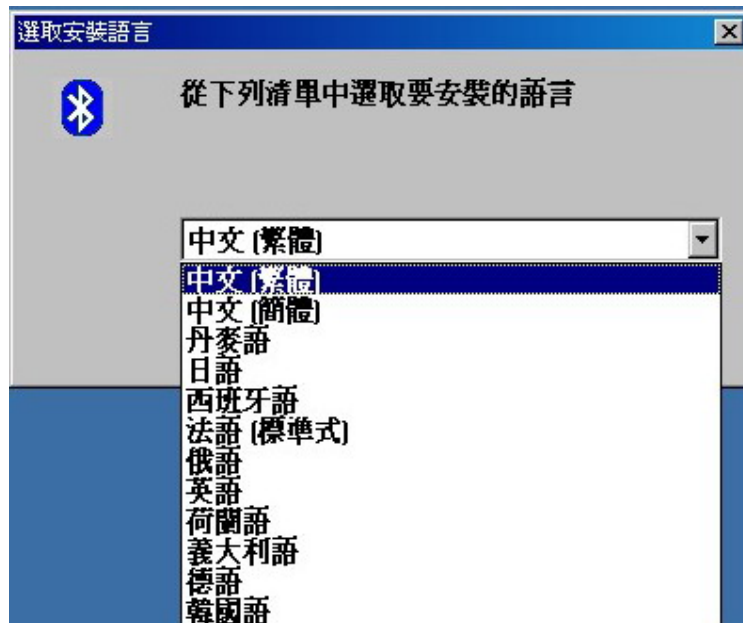 選取安裝語言
從下列清單中選取要安裝的語言
中文 (繁體)
中文 (繁體)
中文 (簡體)
丹麥語
日語
西班牙語
法語 (標準式)
俄語
英語
荷蘭語
義大利語
德語
韓國語